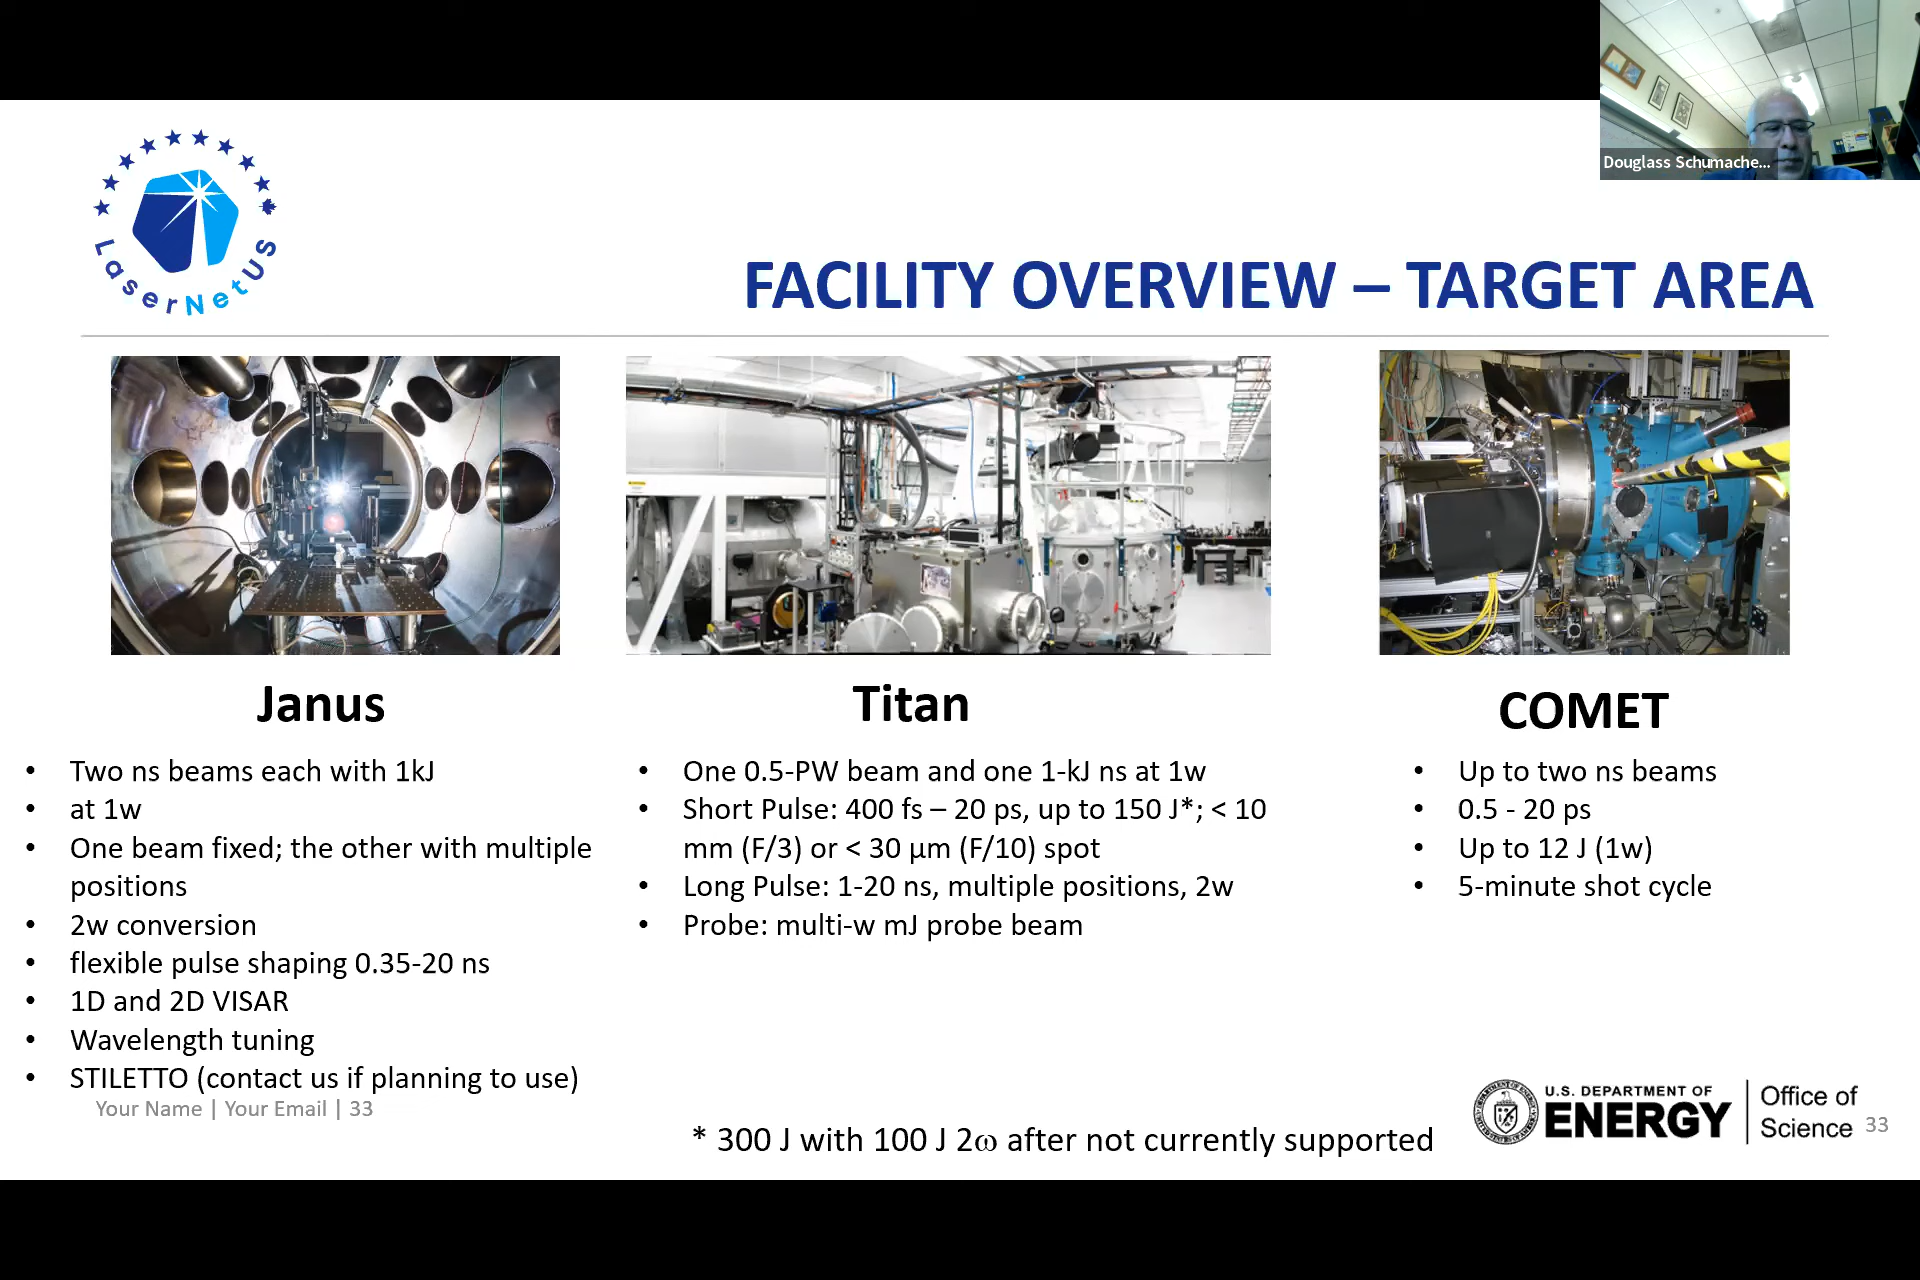 Douglass Schumache...
LaserNetUS
FACILITY OVERVIEW – TARGET AREA
Janus
• Two ns beams each with 1kJ
• at 1w
• One beam fixed; the other with multiple
positions
• 2w conversion
• flexible pulse shaping 0.35-20 ns
• 1D and 2D VISAR
• Wavelength tuning
• STILETTO (contact us if planning to use)
Titan
• One 0.5-PW beam and one 1-kJ ns at 1w
• Short Pulse: 400 fs – 20 ps, up to 150 J*; < 10
mm (F/3) or < 30 µm (F/10) spot
• Long Pulse: 1-20 ns, multiple positions, 2w
• Probe: multi-w mJ probe beam
COMET
• Up to two ns beams
• 0.5 - 20 ps
• Up to 12 J (1w)
• 5-minute shot cycle
Your Name | Your Email | 33
* 300 J with 100 J 2ω after not currently supported
U.S. DEPARTMENT OF
ENERGY
Office of
Science
33